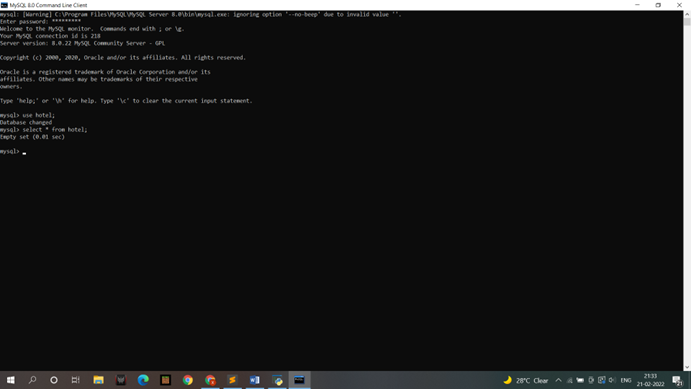 MySQL 8.0 Command Line Client
mysql: [Warning] C:\Program Files\MySQL\MySQL Server 8.0\bin\mysql.exe: ignoring option '--no-beep' due to invalid value ''.
Enter password: *********
Welcome to the MySQL monitor.  Commands end with ; or \g.
Your MySQL connection id is 218
Server version: 8.0.22 MySQL Community Server - GPL
Copyright (c) 2000, 2020, Oracle and/or its affiliates. All rights reserved.
Oracle is a registered trademark of Oracle Corporation and/or its
affiliates. Other names may be trademarks of their respective
owners.
Type 'help;' or '\h' for help. Type '\c' to clear the current input statement.
mysql> use hotel;
Database changed
mysql> select * from hotel;
Empty set (0.01 sec)
mysql>
28°C Clear
ENG
21:33
21-02-2022
21